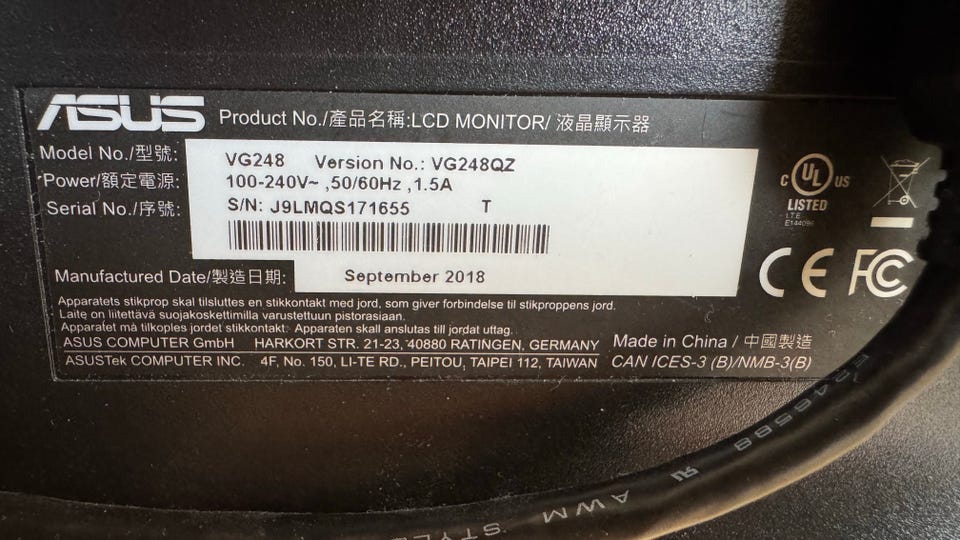 ASUS Product No./產品名稱:LCD MONITOR/ 液晶顯示器
Model No./型號: VG248 Version No.: VG248QZ
Power/額定電源: 100-240V~ ,50/60Hz ,1.5A
Serial No./序號: S/N: J9LMQS171655 T
Manufactured Date/製造日期: September 2018
C UL US
LISTED
I.T.E
E144096
CE FC
Apparatets stikprop skal tilsluttes en stikkontakt med jord, som giver forbindelse til stikproppens jord.
Laite on liitettävä suojakoskettimilla varustettuun pistorasiaan.
Apparatet må tilkoples jordet stikkontakt: Apparaten skall anslutas till jordat uttag.
ASUS COMPUTER GmbH HARKORT STR. 21-23, 40880 RATINGEN, GERMANY
ASUSTek COMPUTER INC. 4F, No. 150, LI-TE RD., PEITOU, TAIPEI 112, TAIWAN
Made in China / 中國製造
CAN ICES-3 (B)/NMB-3(B)
E246588
AWM STYLE